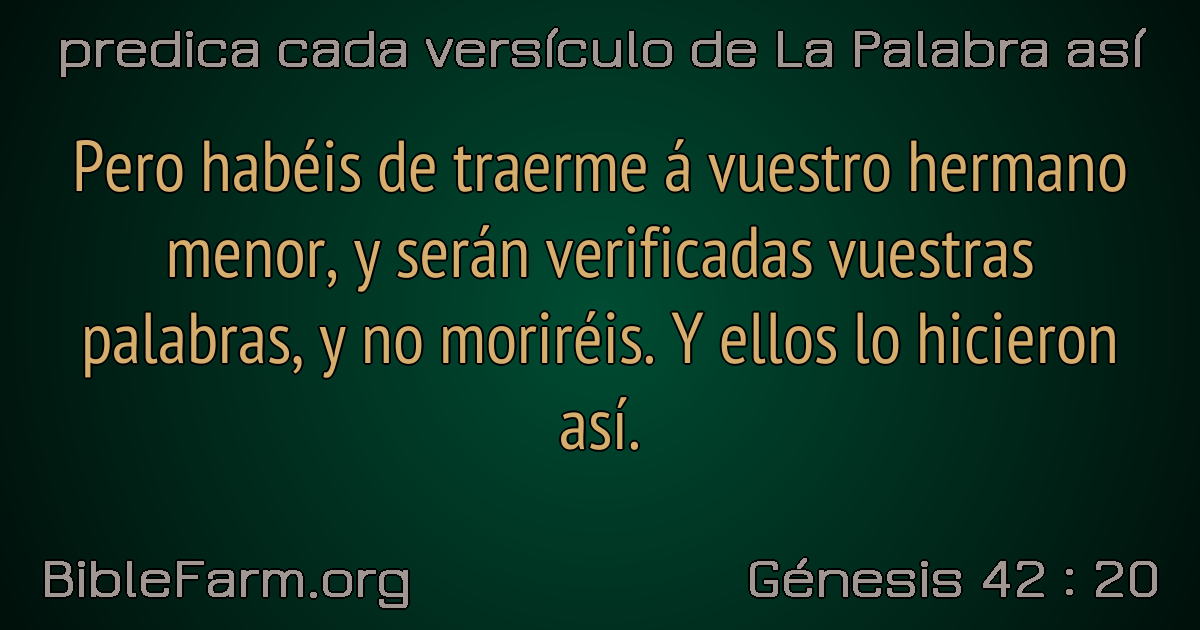 predica cada versículo de La Palabra así
Pero habéis de traerme á vuestro hermano
menor, y serán verificadas vuestras
palabras, y no moriréis. Y ellos lo hicieron
así.
BibleFarm.org
Génesis 42 : 20